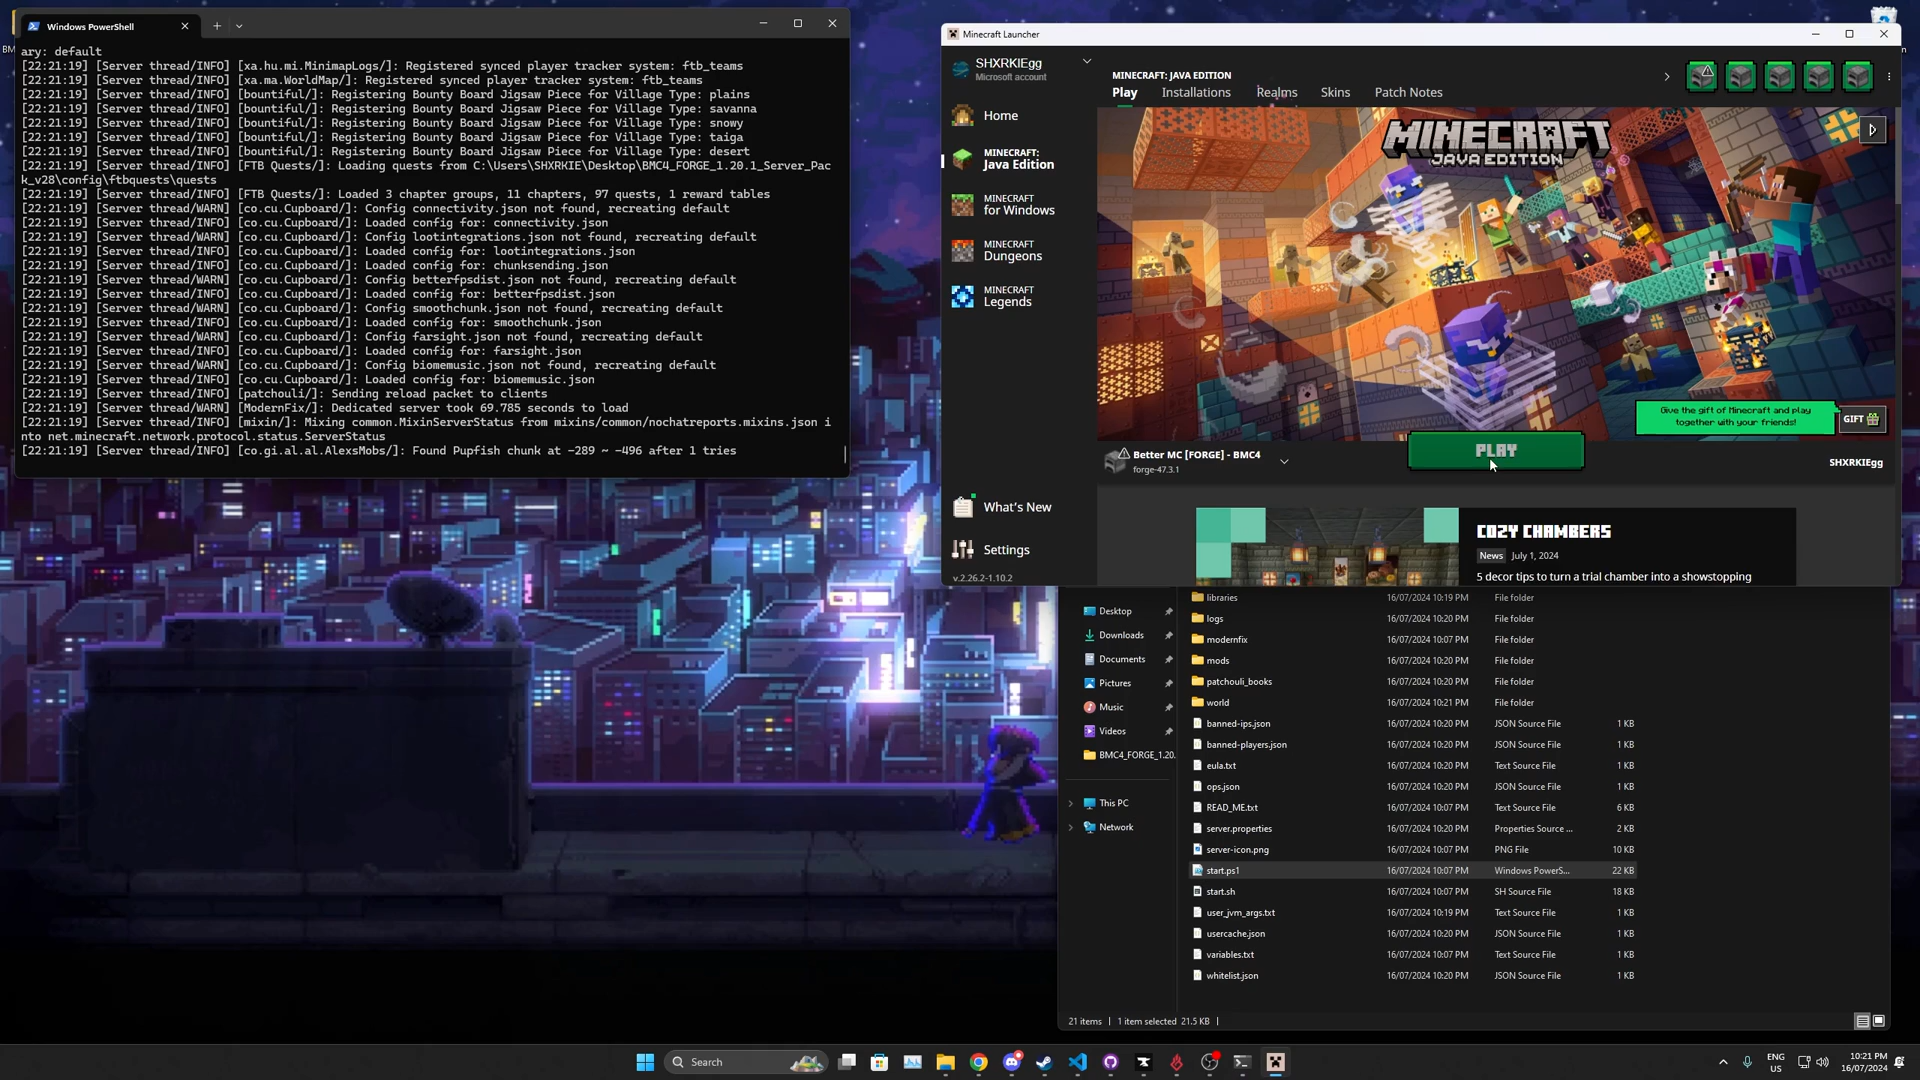 Windows PowerShell
ary: default
[22:21:19] [Server thread/INFO] [xa.hu.mi.MinimapLogs/]: Registered synced player tracker system: ftb_teams
[22:21:19] [Server thread/INFO] [xa.ma.WorldMap/]: Registered synced player tracker system: ftb_teams
[22:21:19] [Server thread/INFO] [bountiful/]: Registering Bounty Board Jigsaw Piece for Village Type: plains
[22:21:19] [Server thread/INFO] [bountiful/]: Registering Bounty Board Jigsaw Piece for Village Type: savanna
[22:21:19] [Server thread/INFO] [bountiful/]: Registering Bounty Board Jigsaw Piece for Village Type: snowy
[22:21:19] [Server thread/INFO] [bountiful/]: Registering Bounty Board Jigsaw Piece for Village Type: taiga
[22:21:19] [Server thread/INFO] [bountiful/]: Registering Bounty Board Jigsaw Piece for Village Type: desert
[22:21:19] [Server thread/INFO] [FTB Quests/]: Loading quests from C:\Users\SHXRKIE\Desktop\BMC4_FORGE_1.20.1_Server_Pac
k_v28\config\ftbquests\quests
[22:21:19] [Server thread/INFO] [FTB Quests/]: Loaded 3 chapter groups, 11 chapters, 97 quests, 1 reward tables
[22:21:19] [Server thread/WARN] [co.cu.Cupboard/]: Config connectivity.json not found, recreating default
[22:21:19] [Server thread/INFO] [co.cu.Cupboard/]: Loaded config for: connectivity.json
[22:21:19] [Server thread/WARN] [co.cu.Cupboard/]: Config lootintegrations.json not found, recreating default
[22:21:19] [Server thread/INFO] [co.cu.Cupboard/]: Loaded config for: lootintegrations.json
[22:21:19] [Server thread/INFO] [co.cu.Cupboard/]: Loaded config for: chunksending.json
[22:21:19] [Server thread/WARN] [co.cu.Cupboard/]: Config betterfpsdist.json not found, recreating default
[22:21:19] [Server thread/INFO] [co.cu.Cupboard/]: Loaded config for: betterfpsdist.json
[22:21:19] [Server thread/WARN] [co.cu.Cupboard/]: Config smoothchunk.json not found, recreating default
[22:21:19] [Server thread/INFO] [co.cu.Cupboard/]: Loaded config for: smoothchunk.json
[22:21:19] [Server thread/WARN] [co.cu.Cupboard/]: Config farsight.json not found, recreating default
[22:21:19] [Server thread/INFO] [co.cu.Cupboard/]: Loaded config for: farsight.json
[22:21:19] [Server thread/WARN] [co.cu.Cupboard/]: Config biomemusic.json not found, recreating default
[22:21:19] [Server thread/INFO] [co.cu.Cupboard/]: Loaded config for: biomemusic.json
[22:21:19] [Server thread/INFO] [patchouli/]: Sending reload packet to clients
[22:21:19] [Server thread/WARN] [ModernFix/]: Dedicated server took 69.785 seconds to load
[22:21:19] [Server thread/INFO] [mixin/]: Mixing common.MixinServerStatus from mixins/common/nochatreports.mixins.json i
nto net.minecraft.network.protocol.status.ServerStatus
[22:21:19] [Server thread/INFO] [co.gi.al.al.AlexsMobs/]: Found Pupfish chunk at -289 ~ -496 after 1 tries
Minecraft Launcher
SHXRKIEgg
Microsoft account
Home
MINECRAFT:
Java Edition
MINECRAFT
for Windows
MINECRAFT
Dungeons
MINECRAFT
Legends
What's New
Settings
v.2.26.2-1.10.2
MINECRAFT: JAVA EDITION
Play Installations Realms Skins Patch Notes
MINECRAFT
JAVA EDITION
Give the gift of Minecraft and play
together with your friends!
GIFT
Better MC [FORGE] - BMC4
forge-47.3.1
PLAY
SHXRKIEgg
COZY CHAMBERS
News July 1, 2024
5 decor tips to turn a trial chamber into a showstopping
Desktop
Downloads
Documents
Pictures
Music
Videos
BMC4_FORGE_1.20.
This PC
Network
libraries 16/07/2024 10:19 PM File folder
logs 16/07/2024 10:20 PM File folder
modernfix 16/07/2024 10:07 PM File folder
mods 16/07/2024 10:20 PM File folder
patchouli_books 16/07/2024 10:20 PM File folder
world 16/07/2024 10:21 PM File folder
banned-ips.json 16/07/2024 10:20 PM JSON Source File 1 KB
banned-players.json 16/07/2024 10:20 PM JSON Source File 1 KB
eula.txt 16/07/2024 10:20 PM Text Source File 1 KB
ops.json 16/07/2024 10:20 PM JSON Source File 1 KB
READ_ME.txt 16/07/2024 10:07 PM Text Source File 6 KB
server.properties 16/07/2024 10:20 PM Properties Source ... 2 KB
server-icon.png 16/07/2024 10:07 PM PNG File 10 KB
start.ps1 16/07/2024 10:07 PM Windows PowerS... 22 KB
start.sh 16/07/2024 10:07 PM SH Source File 18 KB
user_jvm_args.txt 16/07/2024 10:19 PM Text Source File 1 KB
usercache.json 16/07/2024 10:20 PM JSON Source File 1 KB
variables.txt 16/07/2024 10:07 PM Text Source File 1 KB
whitelist.json 16/07/2024 10:20 PM JSON Source File 1 KB
21 items 1 item selected 21.5 KB
Search
ENG
US
10:21 PM
16/07/2024